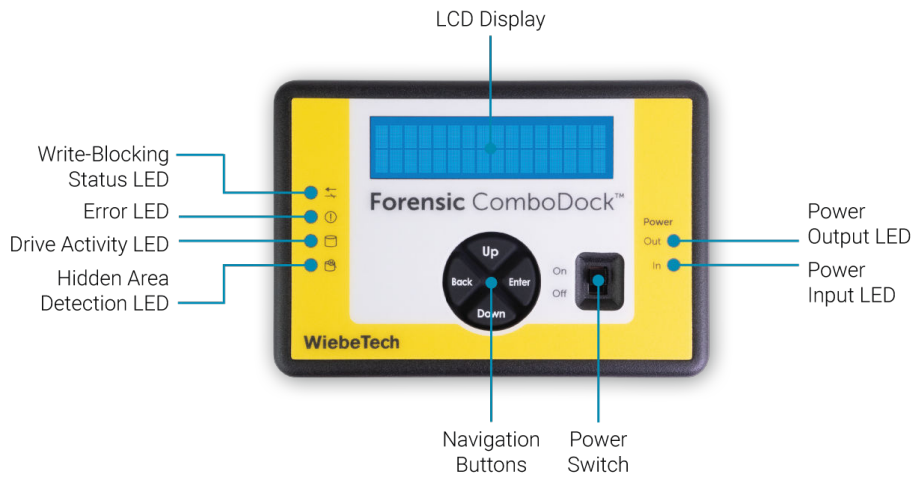 LCD Display
Write-Blocking
Status LED
Error LED
Drive Activity LED
Hidden Area
Detection LED
Forensic ComboDock™
Power
Out
In
Up
Back
Enter
Down
On
Off
WiebeTech
Power
Output LED
Power
Input LED
Navigation
Buttons
Power
Switch